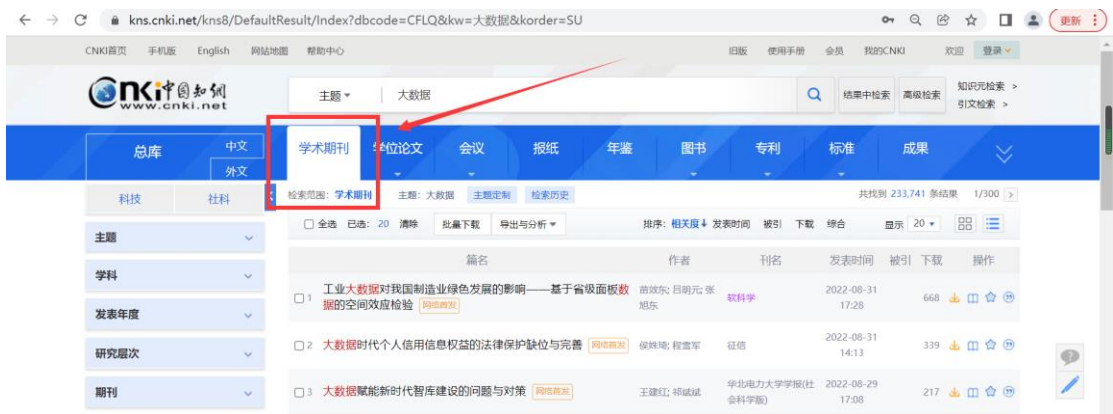 kns.cnki.net/kns8/DefaultResult/Index?dbcode=CFLQ&kw=大数据&korder=SU
更新
CNKI首页 手机版 English 网站地图 帮助中心 旧版 使用手册 会员 我的CNKI 欢迎 登录
CNKi中国知网
www.cnki.net
主题 大数据 结果中检索 高级检索
知识元检索 >
引文检索 >
总库 中文 外文
学术期刊 学位论文 会议 报纸 年鉴 图书 专利 标准 成果
科技 社科
检索范围: 学术期刊 主题: 大数据 主题定制 检索历史 共找到 233,741 条结果 1/300 >
全选 已选: 20 清除 批量下载 导出与分析 排序: 相关度↓ 发表时间 被引 下载 综合 显示 20
主题
学科
发表年度
研究层次
期刊
篇名 作者 刊名 发表时间 被引 下载 操作
1 工业大数据对我国制造业绿色发展的影响——基于省级面板数据的空间效应检验 网络首发 苗效东; 吕明元; 张旭东 软科学 2022-08-31 17:28 668
2 大数据时代个人信用信息权益的法律保护缺位与完善 网络首发 侯姝琦; 程雪军 征信 2022-08-31 14:13 339
3 大数据赋能新时代智库建设的问题与对策 网络首发 王建红; 祁斌斌 华北电力大学学报(社会科学版) 2022-08-29 17:08 217